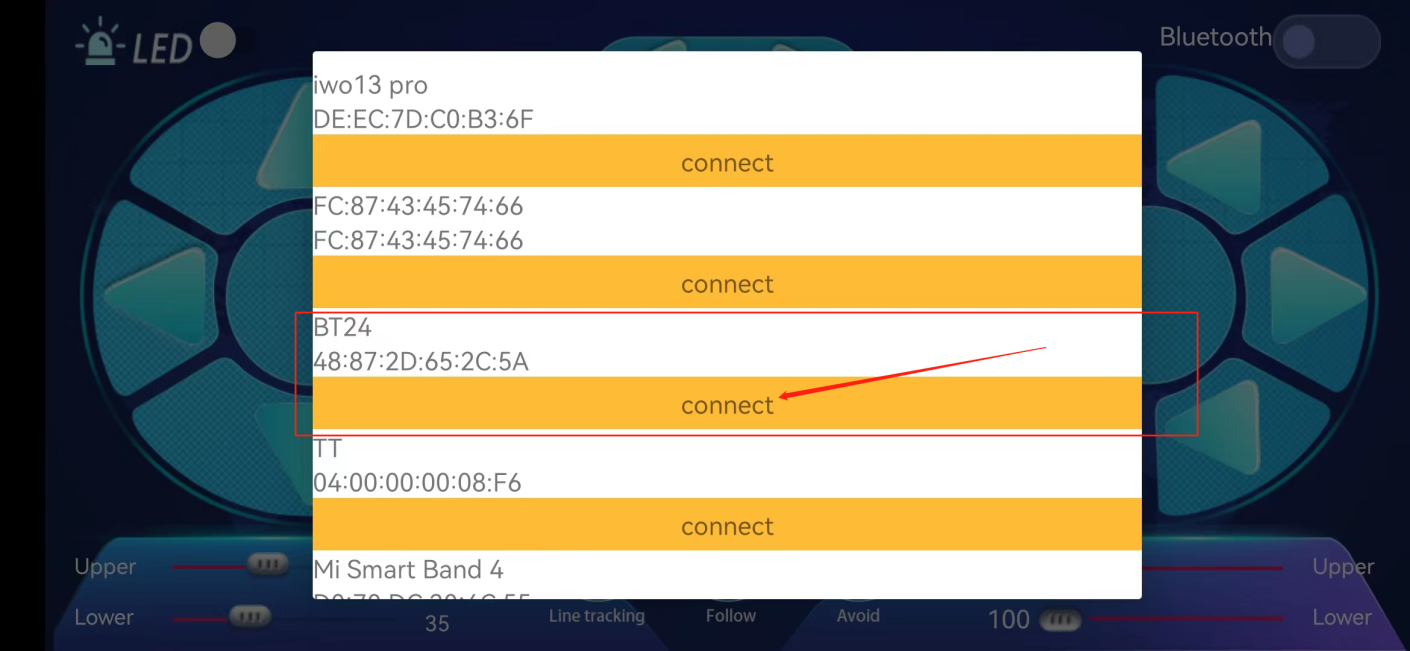 LED
Bluetooth
iwo13 pro
DE:EC:7D:C0:B3:6F
connect
FC:87:43:45:74:66
FC:87:43:45:74:66
connect
BT24
48:87:2D:65:2C:5A
connect
TT
04:00:00:00:08:F6
connect
Mi Smart Band 4
Upper
Upper
Lower
35
Line tracking
Follow
Avoid
100
Lower